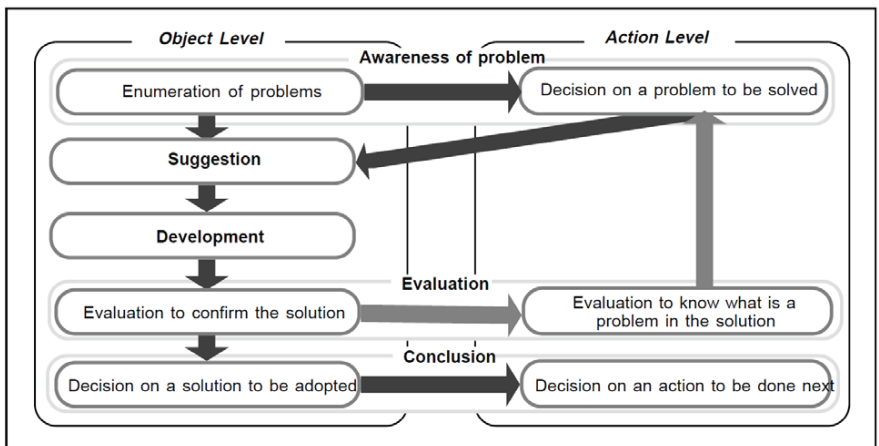 Object Level
Action Level
Awareness of problem
Enumeration of problems
Decision on a problem to be solved
Suggestion
Development
Evaluation
Evaluation to confirm the solution
Evaluation to know what is a
problem in the solution
Conclusion
Decision on a solution to be adopted
Decision on an action to be done next